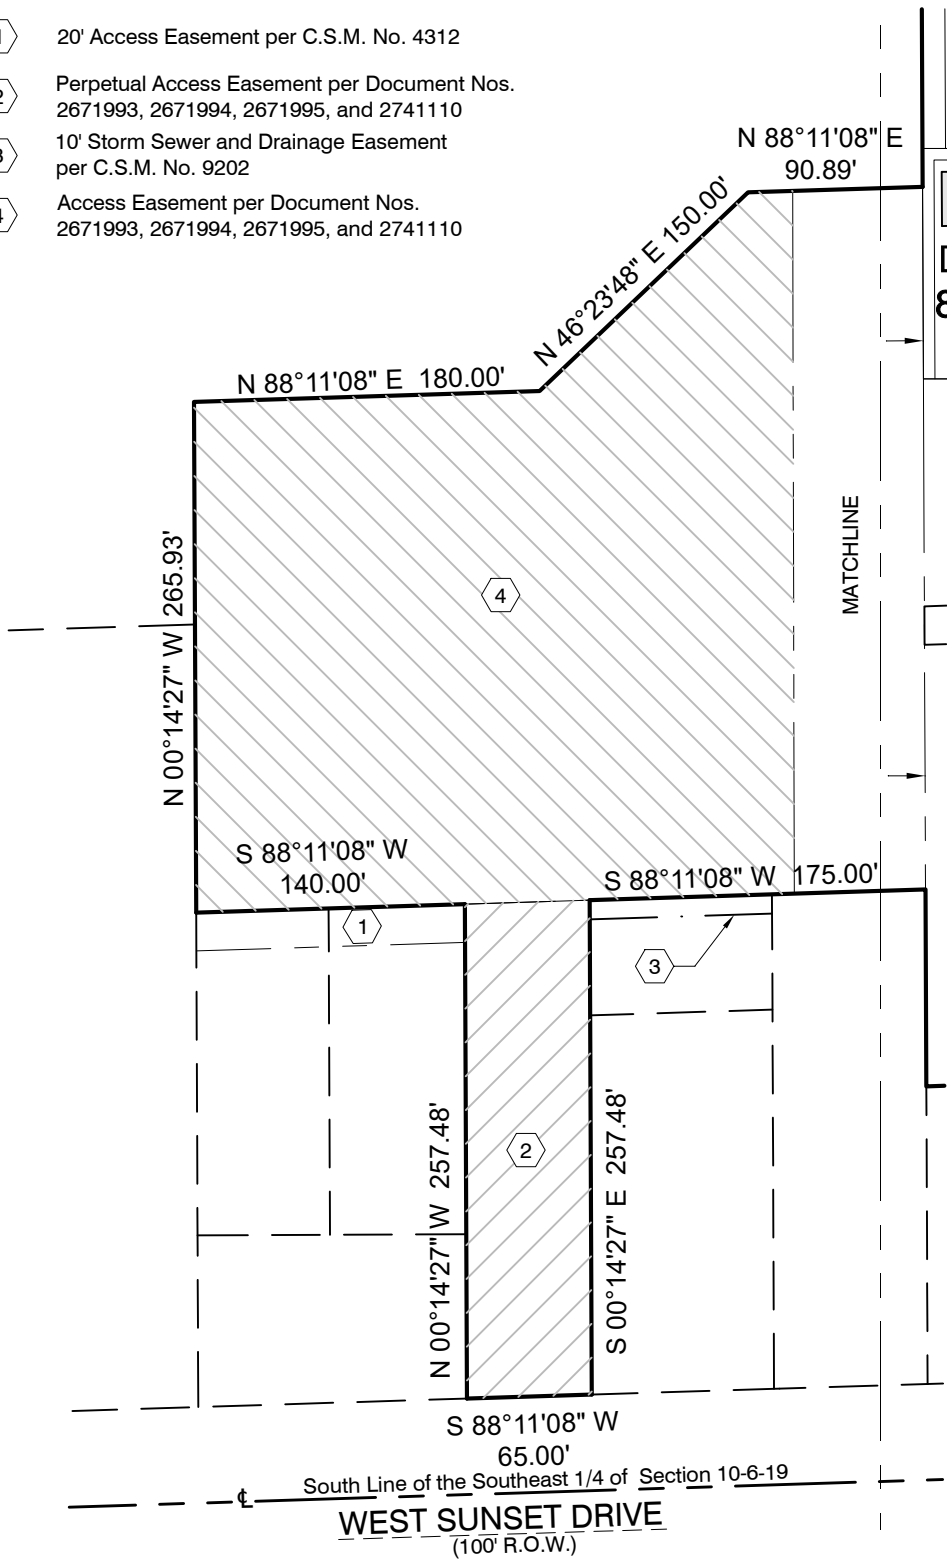 20' Access Easement per C.S.M. No. 4312
Perpetual Access Easement per Document Nos.
2671993, 2671994, 2671995, and 2741110
10' Storm Sewer and Drainage Easement
per C.S.M. No. 9202
Access Easement per Document Nos.
2671993, 2671994, 2671995, and 2741110
N 88°11'08" E
90.89'
N 46°23'48" E 150.00'
N 88°11'08" E 180.00'
N 00°14'27" W 265.93'
4
MATCHLINE
S 88°11'08" W
140.00'
S 88°11'08" W 175.00'
1
3
2
N 00°14'27" W 257.48'
S 00°14'27" E 257.48'
S 88°11'08" W
65.00'
South Line of the Southeast 1/4 of Section 10-6-19
℄
WEST SUNSET DRIVE
(100' R.O.W.)